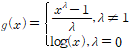 g(x) = { (x^λ − 1)/λ, λ ≠ 1
log(x), λ = 0